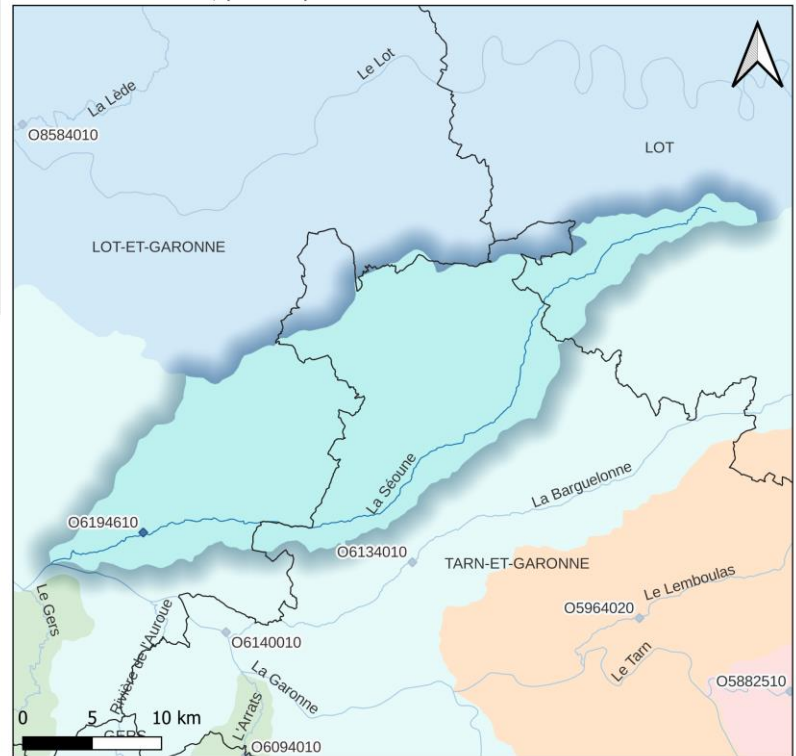 Le Lot
La Lède
O8584010
LOT
LOT-ET-GARONNE
La Séoune
La Barguelonne
O6194610
O6134010
TARN-ET-GARONNE
Le Lemboulas
O5964020
Le Gers
Rivière de l'Auroue
O6140010
Le Tarn
La Garonne
O5882510
L'Arrats
0 5 10 km
GERS
O6094010